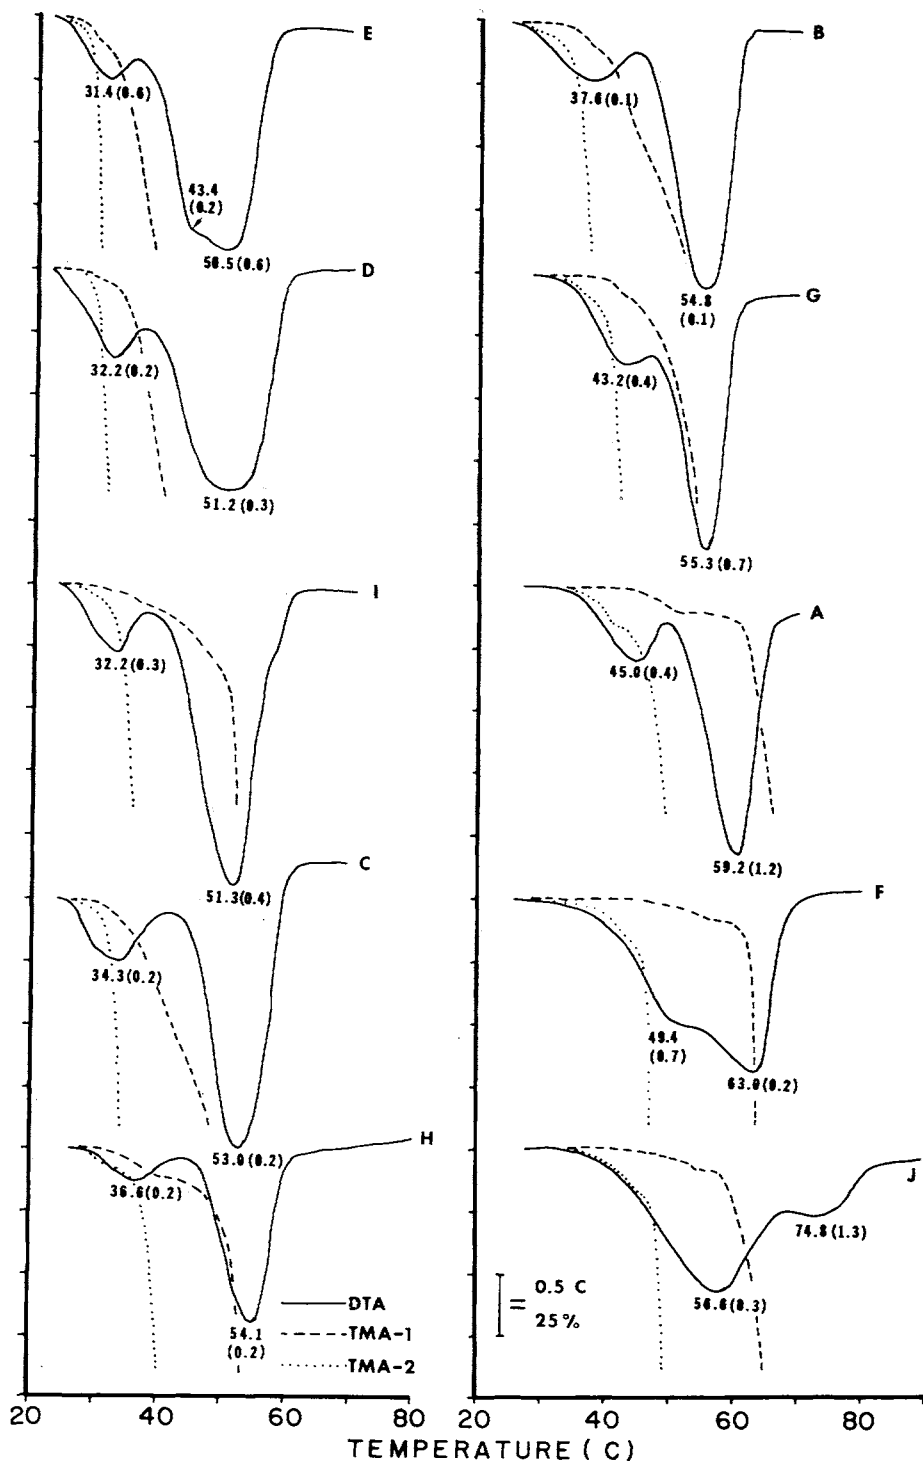 E
31.4(0.6)
43.4
(0.2)
50.5(0.6)
D
32.2(0.2)
51.2(0.3)
I
32.2(0.3)
51.3(0.4)
C
34.3(0.2)
53.0(0.2)
H
36.6(0.2)
54.1
(0.2)
DTA
TMA-1
TMA-2
20 40 60 80
B
37.6(0.1)
54.8
(0.1)
G
43.2(0.4)
55.3(0.7)
A
45.0(0.4)
59.2(1.2)
F
49.4
(0.7)
63.0(0.2)
J
74.8(1.3)
56.6(0.3)
= 0.5 C
25%
20 40 60 80
TEMPERATURE (C)